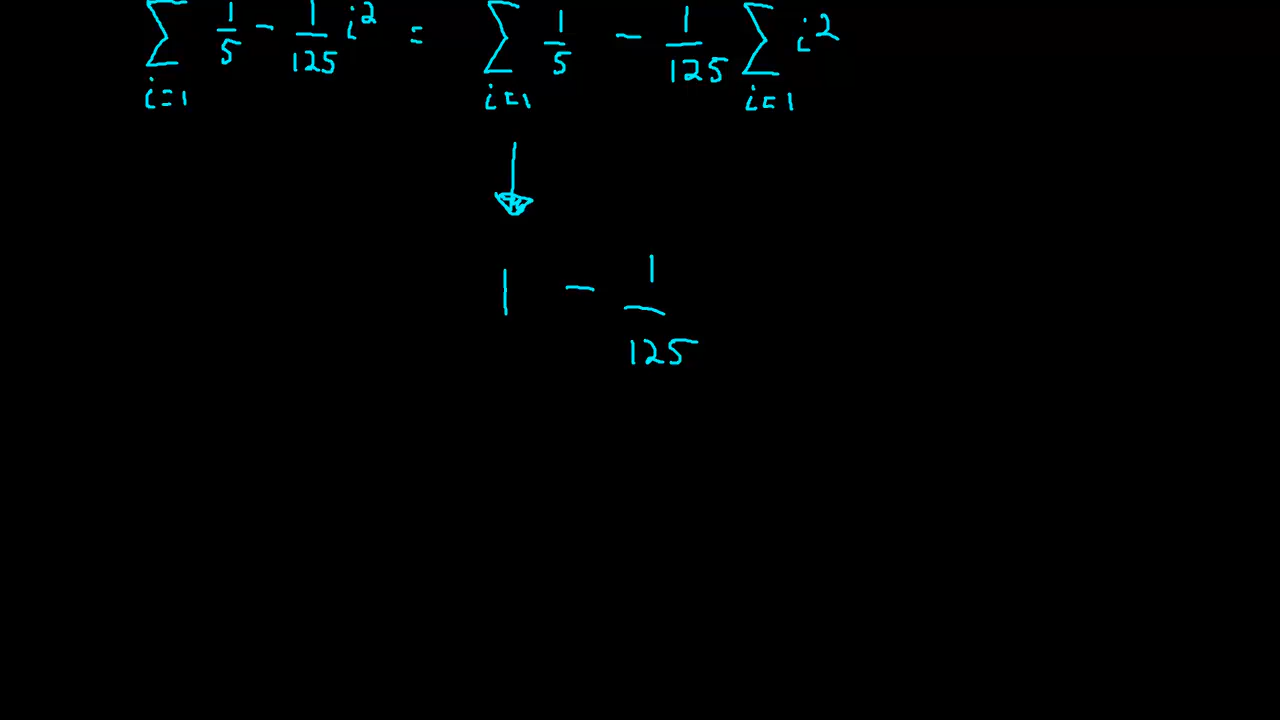 ∑_{i=1} 1/5 - 1/125 i² = ∑_{i=1} 1/5 - 1/125 ∑_{i=1} i²
1 - 1/125